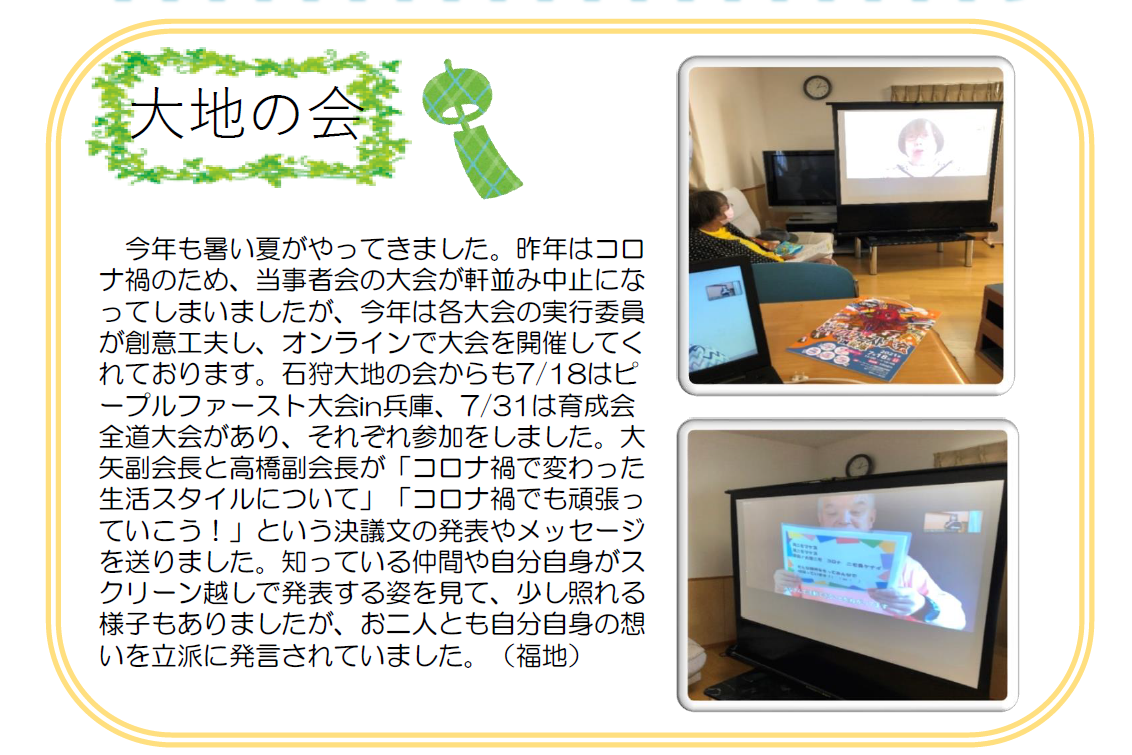 大地の会
今年も暑い夏がやってきました。昨年はコロ
ナ禍のため、当事者会の大会が軒並み中止にな
ってしまいましたが、今年は各大会の実行委員
が創意工夫し、オンラインで大会を開催してく
れております。石狩大地の会からも7/18はピ
ープルファースト大会in兵庫、7/31は育成会
全道大会があり、それぞれ参加をしました。大
矢副会長と高橋副会長が「コロナ禍で変わった
生活スタイルについて」「コロナ禍でも頑張っ
ていこう！」という決議文の発表やメッセージ
を送りました。知っている仲間や自分自身がス
クリーン越しで発表する姿を見て、少し照れる
様子もありましたが、お二人とも自分自身の想
いを立派に発言されていました。（福地）